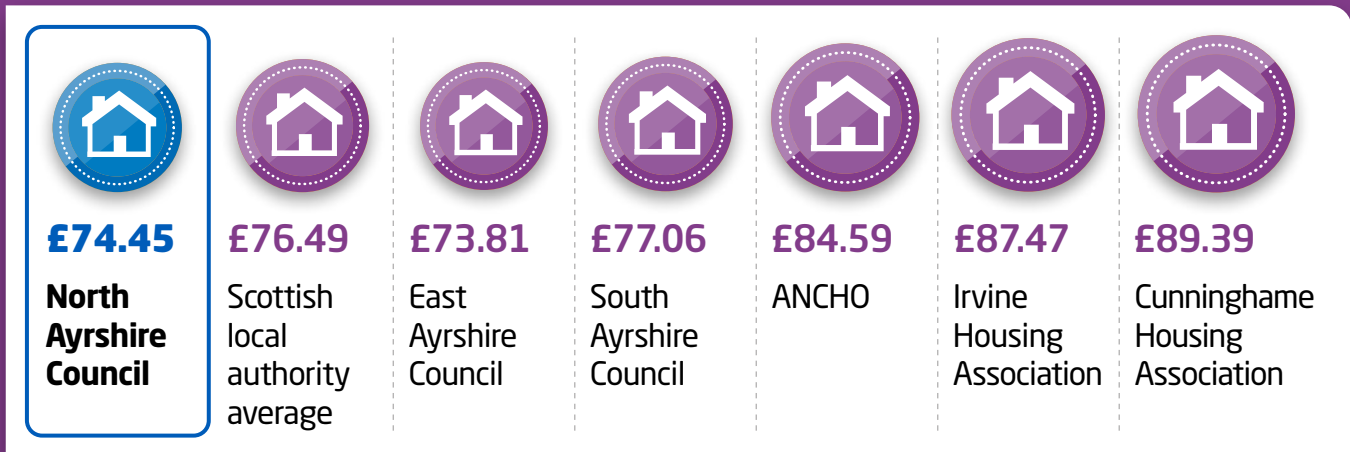 £74.45
North
Ayrshire
Council
£76.49
Scottish
local
authority
average
£73.81
East
Ayrshire
Council
£77.06
South
Ayrshire
Council
£84.59
ANCHO
£87.47
Irvine
Housing
Association
£89.39
Cunninghame
Housing
Association